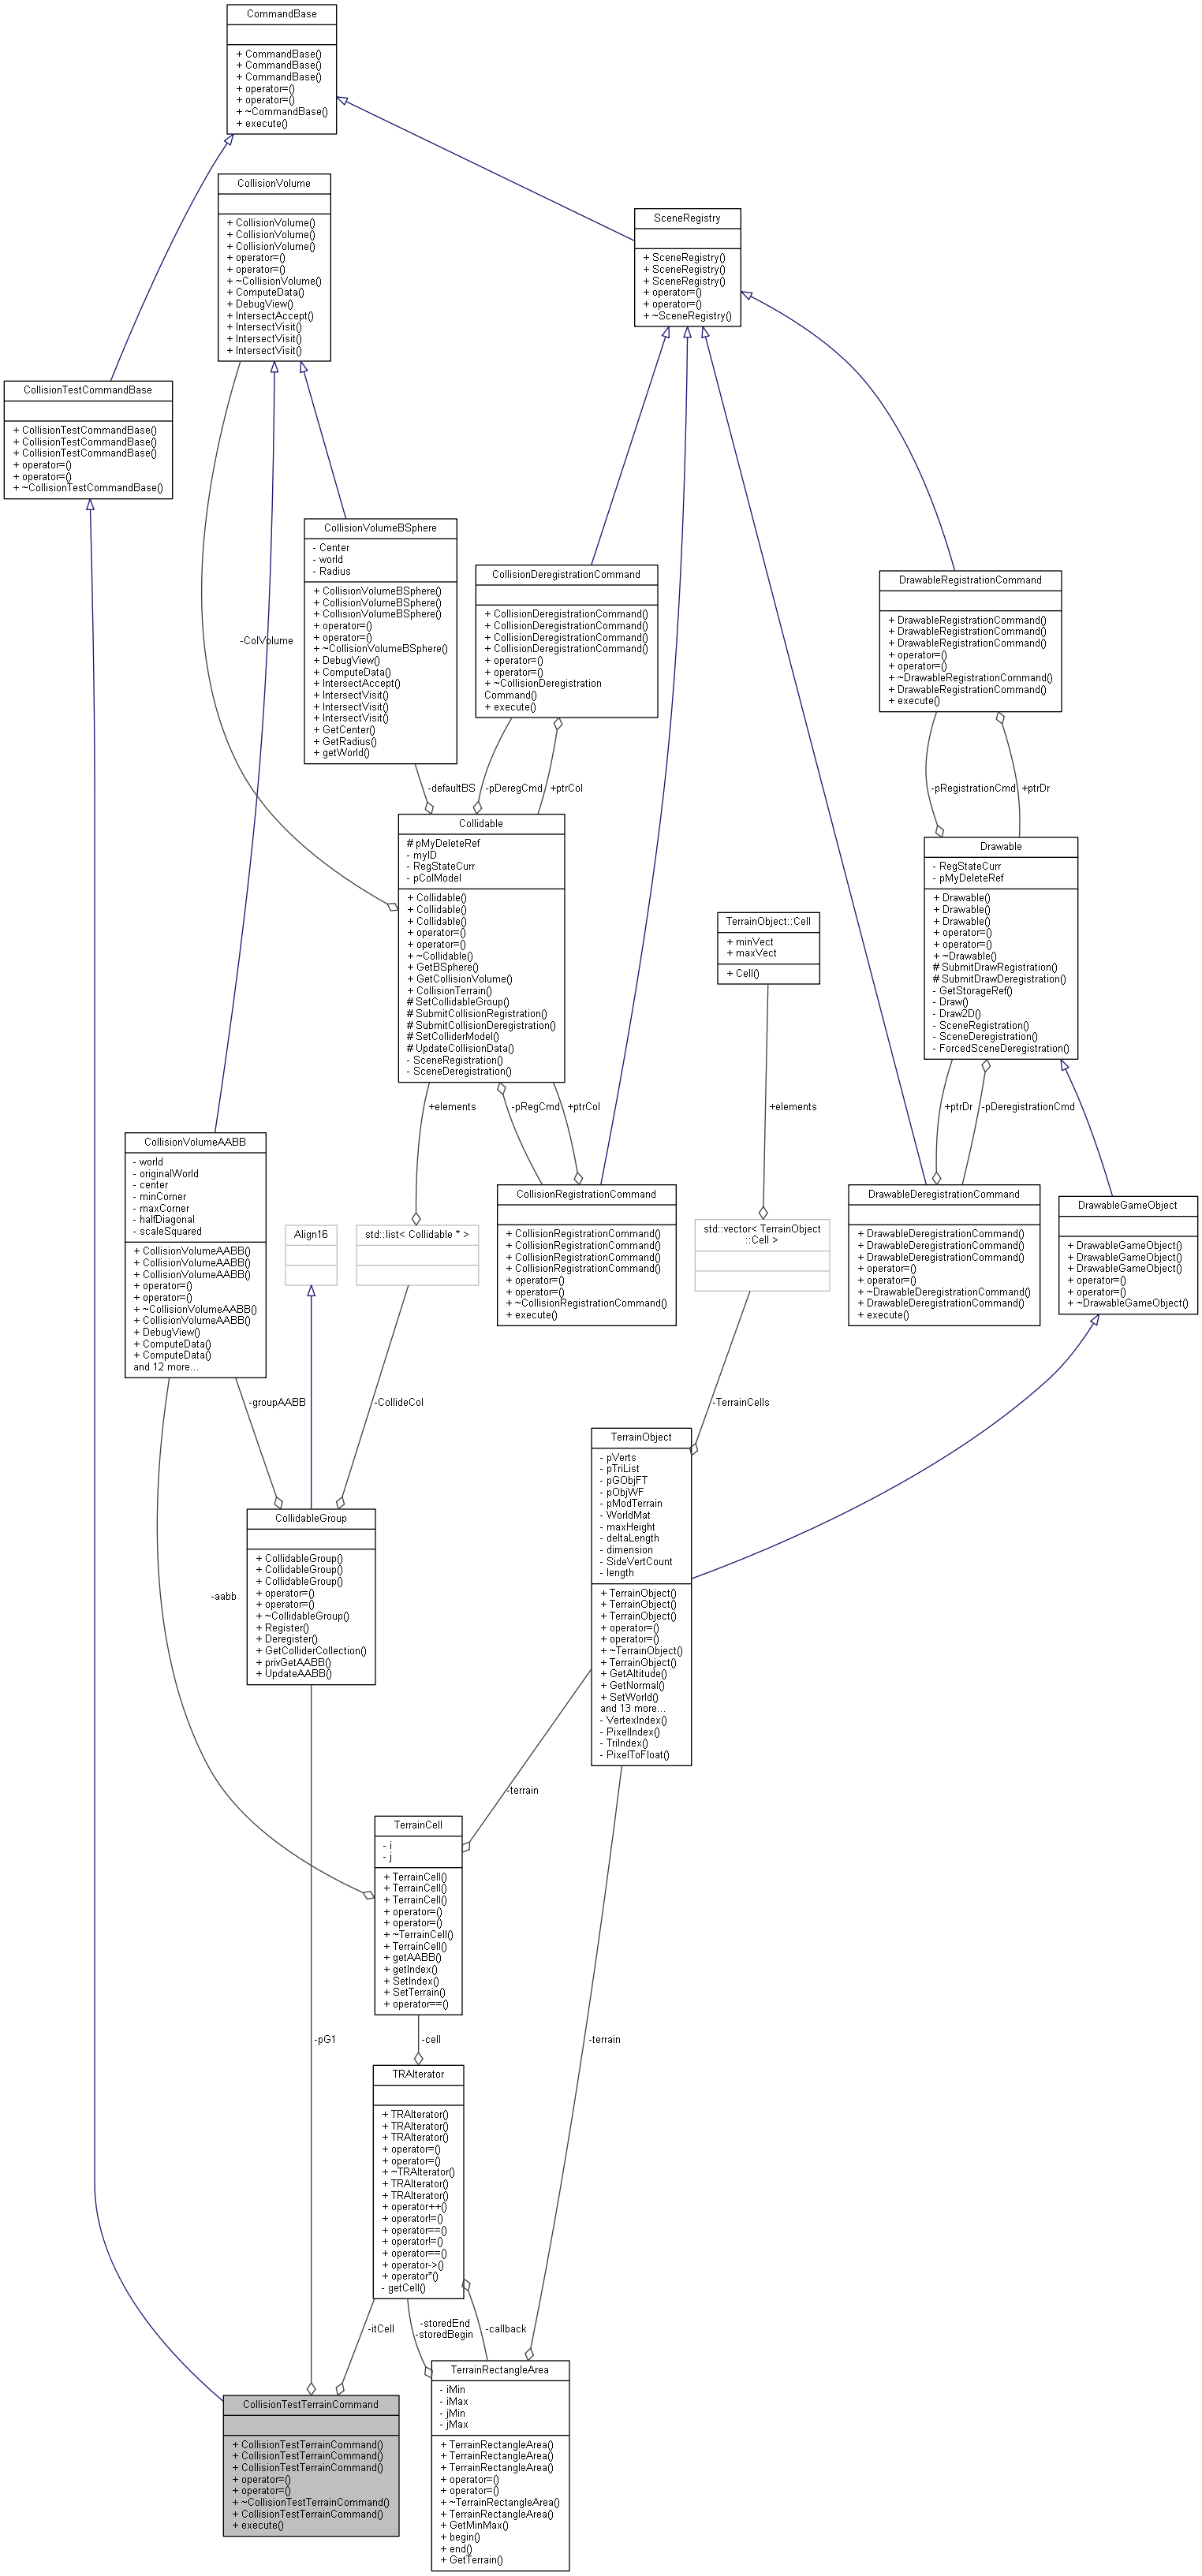 CommandBase
+ CommandBase()
+ CommandBase()
+ CommandBase()
+ operator=()
+ operator=()
+ ~CommandBase()
+ execute()
CollisionVolume
+ CollisionVolume()
+ CollisionVolume()
+ CollisionVolume()
+ operator=()
+ operator=()
+ ~CollisionVolume()
+ ComputeData()
+ DebugView()
+ IntersectAccept()
+ IntersectVisit()
+ IntersectVisit()
+ IntersectVisit()
SceneRegistry
+ SceneRegistry()
+ SceneRegistry()
+ SceneRegistry()
+ operator=()
+ operator=()
+ ~SceneRegistry()
CollisionTestCommandBase
+ CollisionTestCommandBase()
+ CollisionTestCommandBase()
+ CollisionTestCommandBase()
+ operator=()
+ operator=()
+ ~CollisionTestCommandBase()
CollisionVolumeBSphere
- Center
- world
- Radius
+ CollisionVolumeBSphere()
+ CollisionVolumeBSphere()
+ CollisionVolumeBSphere()
+ operator=()
+ operator=()
+ ~CollisionVolumeBSphere()
+ DebugView()
+ ComputeData()
+ IntersectAccept()
+ IntersectVisit()
+ IntersectVisit()
+ IntersectVisit()
+ GetCenter()
+ GetRadius()
+ getWorld()
CollisionDeregistrationCommand
+ CollisionDeregistrationCommand()
+ CollisionDeregistrationCommand()
+ CollisionDeregistrationCommand()
+ CollisionDeregistrationCommand()
+ operator=()
+ operator=()
+ ~CollisionDeregistration
Command()
+ execute()
DrawableRegistrationCommand
+ DrawableRegistrationCommand()
+ DrawableRegistrationCommand()
+ DrawableRegistrationCommand()
+ operator=()
+ operator=()
+ ~DrawableRegistrationCommand()
+ DrawableRegistrationCommand()
+ execute()
-ColVolume
-defaultBS
-pDeregCmd
+ptrCol
-pRegistrationCmd
+ptrDr
Collidable
# pMyDeleteRef
- myID
- RegStateCurr
- pColModel
+ Collidable()
+ Collidable()
+ Collidable()
+ operator=()
+ operator=()
+ ~Collidable()
+ GetBSphere()
+ GetCollisionVolume()
+ CollisionTerrain()
# SetCollidableGroup()
# SubmitCollisionRegistration()
# SubmitCollisionDeregistration()
# SetColliderModel()
# UpdateCollisionData()
- SceneRegistration()
- SceneDeregistration()
TerrainObject::Cell
+ minVect
+ maxVect
+ Cell()
Drawable
- RegStateCurr
- pMyDeleteRef
+ Drawable()
+ Drawable()
+ Drawable()
+ operator=()
+ operator=()
+ ~Drawable()
# SubmitDrawRegistration()
# SubmitDrawDeregistration()
- GetStorageRef()
- Draw()
- Draw2D()
- SceneRegistration()
- SceneDeregistration()
- ForcedSceneDeregistration()
+elements
-pRegCmd
+ptrCol
+elements
+ptrDr
-pDeregistrationCmd
CollisionVolumeAABB
- world
- originalWorld
- center
- minCorner
- maxCorner
- halfDiagonal
- scaleSquared
+ CollisionVolumeAABB()
+ CollisionVolumeAABB()
+ CollisionVolumeAABB()
+ operator=()
+ operator=()
+ ~CollisionVolumeAABB()
+ CollisionVolumeAABB()
+ DebugView()
+ ComputeData()
+ ComputeData()
and 12 more...
Align16
std::list< Collidable * >
CollisionRegistrationCommand
+ CollisionRegistrationCommand()
+ CollisionRegistrationCommand()
+ CollisionRegistrationCommand()
+ CollisionRegistrationCommand()
+ operator=()
+ operator=()
+ ~CollisionRegistrationCommand()
+ execute()
std::vector< TerrainObject
::Cell >
DrawableDeregistrationCommand
+ DrawableDeregistrationCommand()
+ DrawableDeregistrationCommand()
+ DrawableDeregistrationCommand()
+ operator=()
+ operator=()
+ ~DrawableDeregistrationCommand()
+ DrawableDeregistrationCommand()
+ execute()
DrawableGameObject
+ DrawableGameObject()
+ DrawableGameObject()
+ DrawableGameObject()
+ operator=()
+ operator=()
+ ~DrawableGameObject()
-groupAABB
-CollideCol
-TerrainCells
TerrainObject
- pVerts
- pTriList
- pGObjFT
- pObjWF
- pModTerrain
- WorldMat
- maxHeight
- deltaLength
- dimension
- SideVertCount
- length
+ TerrainObject()
+ TerrainObject()
+ TerrainObject()
+ operator=()
+ operator=()
+ ~TerrainObject()
+ TerrainObject()
+ GetAltitude()
+ GetNormal()
+ SetWorld()
and 13 more...
- VertexIndex()
- PixelIndex()
- TriIndex()
- PixelToFloat()
CollidableGroup
+ CollidableGroup()
+ CollidableGroup()
+ CollidableGroup()
+ operator=()
+ operator=()
+ ~CollidableGroup()
+ Register()
+ Deregister()
+ GetColliderCollection()
+ privGetAABB()
+ UpdateAABB()
-aabb
-terrain
TerrainCell
- i
- j
+ TerrainCell()
+ TerrainCell()
+ TerrainCell()
+ operator=()
+ operator=()
+ ~TerrainCell()
+ TerrainCell()
+ getAABB()
+ getIndex()
+ SetIndex()
+ SetTerrain()
+ operator==()
-pG1
-cell
-terrain
TRAIterator
+ TRAIterator()
+ TRAIterator()
+ TRAIterator()
+ operator=()
+ operator=()
+ ~TRAIterator()
+ TRAIterator()
+ TRAIterator()
+ operator++()
+ operator!=()
+ operator==()
+ operator!=()
+ operator==()
+ operator->()
+ operator*()
- getCell()
-itCell
-storedEnd
-storedBegin
-callback
CollisionTestTerrainCommand
+ CollisionTestTerrainCommand()
+ CollisionTestTerrainCommand()
+ CollisionTestTerrainCommand()
+ operator=()
+ operator=()
+ ~CollisionTestTerrainCommand()
+ CollisionTestTerrainCommand()
+ execute()
TerrainRectangleArea
- iMin
- iMax
- jMin
- jMax
+ TerrainRectangleArea()
+ TerrainRectangleArea()
+ TerrainRectangleArea()
+ operator=()
+ operator=()
+ ~TerrainRectangleArea()
+ TerrainRectangleArea()
+ GetMinMax()
+ begin()
+ end()
+ GetTerrain()